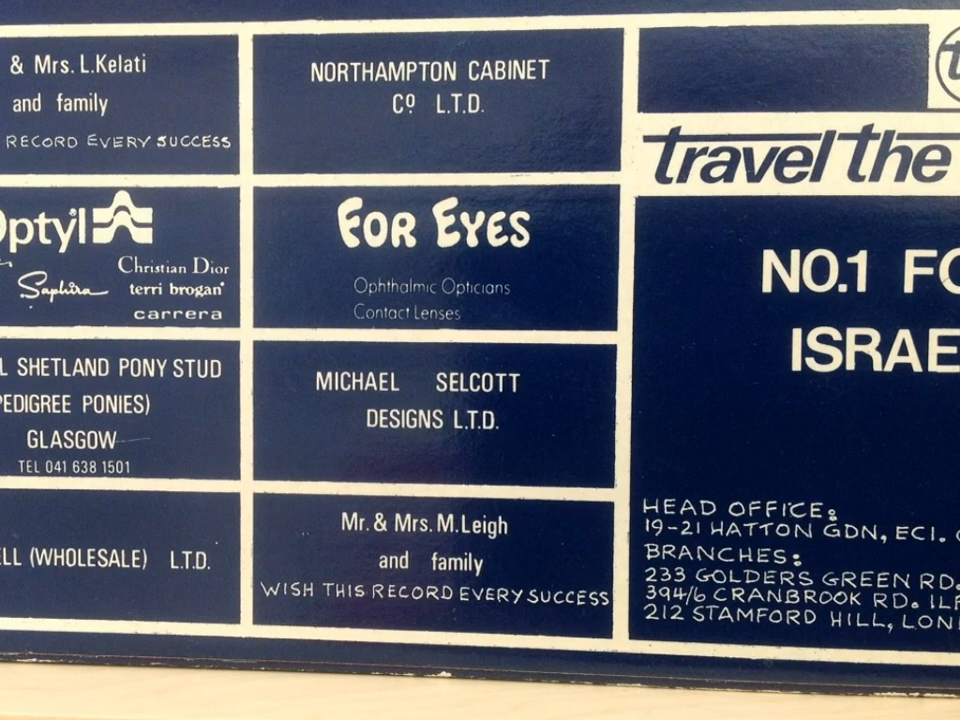 & Mrs. L.Kelati
and family
RECORD EVERY SUCCESS
Optyl
Saphira
Christian Dior
terri brogan
carrera
SHETLAND PONY STUD
PEDIGREE PONIES)
GLASGOW
TEL 041 638 1501
ELL (WHOLESALE) L.T.D.
NORTHAMPTON CABINET
Cº L.T.D.
FOR EYES
Ophthalmic Opticians
Contact Lenses
MICHAEL SELCOTT
DESIGNS L.T.D.
Mr. & Mrs. M.Leigh
and family
WISH THIS RECORD EVERY SUCCESS
travel the
NO.1 FO
ISRAE
HEAD OFFICE:
19-21 HATTON GDN, EC1.
BRANCHES:
233 GOLDERS GREEN RD.
394/6 CRANBROOK RD. ILF
212 STAMFORD HILL, LON